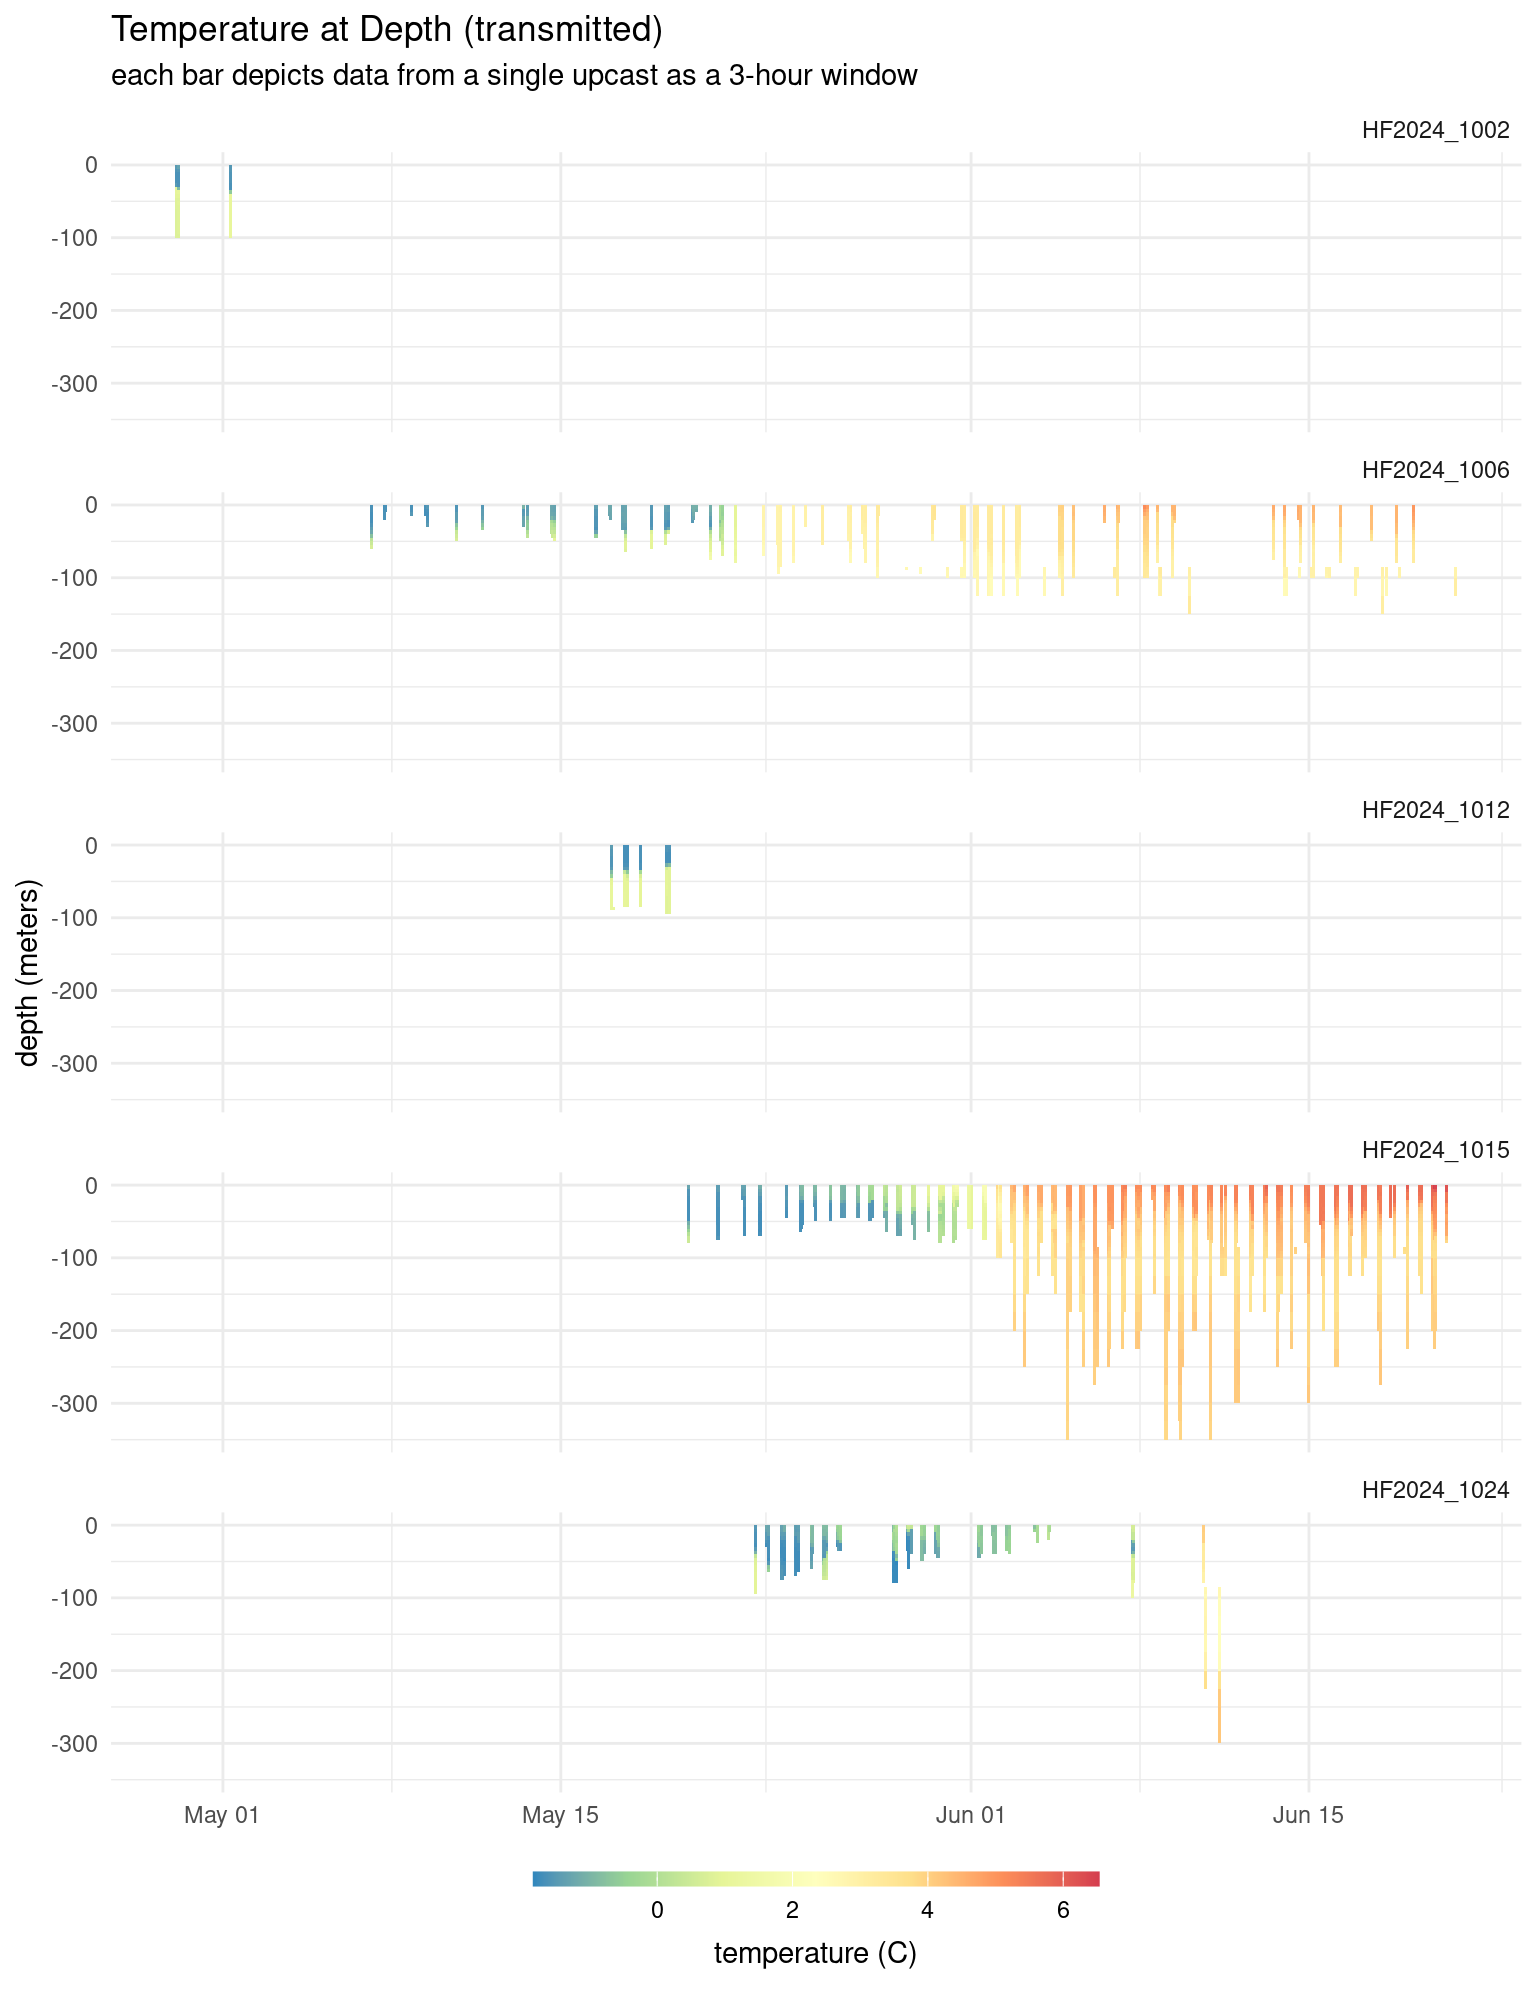 Temperature at Depth (transmitted)
each bar depicts data from a single upcast as a 3-hour window
HF2024_1002
0
-100
-200
-300
HF2024_1006
0
-100
-200
-300
HF2024_1012
0
-100
-200
-300
depth (meters)
HF2024_1015
0
-100
-200
-300
HF2024_1024
0
-100
-200
-300
May 01 May 15 Jun 01 Jun 15
0 2 4 6
temperature (C)